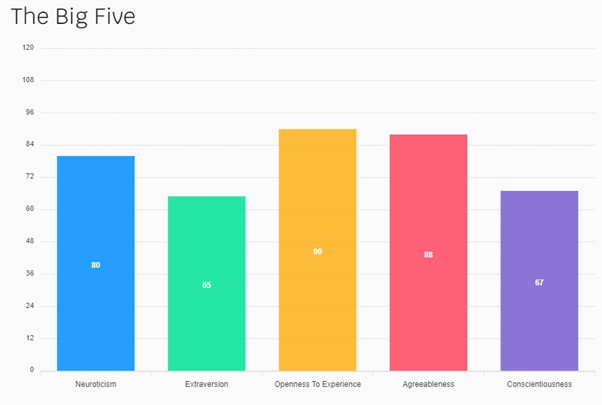 The Big Five
120
108
96
84
72
60
48
36
24
12
0
80
65
90
88
67
Neuroticism
Extraversion
Openness To Experience
Agreeableness
Conscientiousness